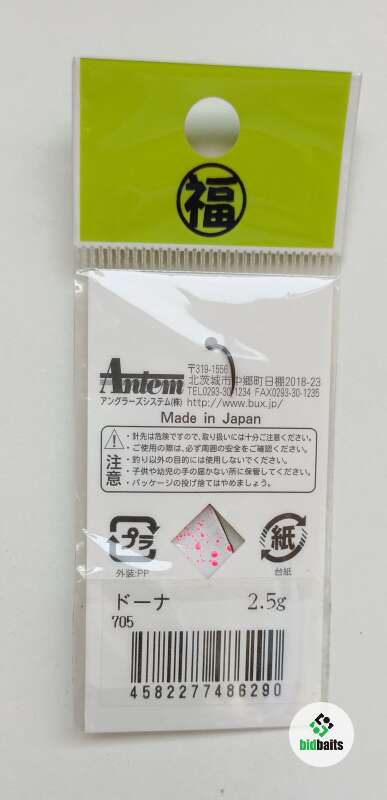 福
Antem
アングラーズシステム(株)
〒319-1556
北茨城市中郷町日棚2018-23
TEL0293-30-1234 FAX0293-30-1235
http://www.bux.jp/
Made in Japan
注意
・針先は危険ですので、取り扱いには十分ご注意ください。
・ご使用の際は、必ず周囲の安全をご確認ください。
・釣り以外の目的には使用しないでください。
・子供や幼児の手の届かない所に保管してください。
・パッケージの投げ捨てはやめましょう。
プラ
外装:PP
紙
台紙
ドーナ 2.5g
705
4582277486290
bidbaits